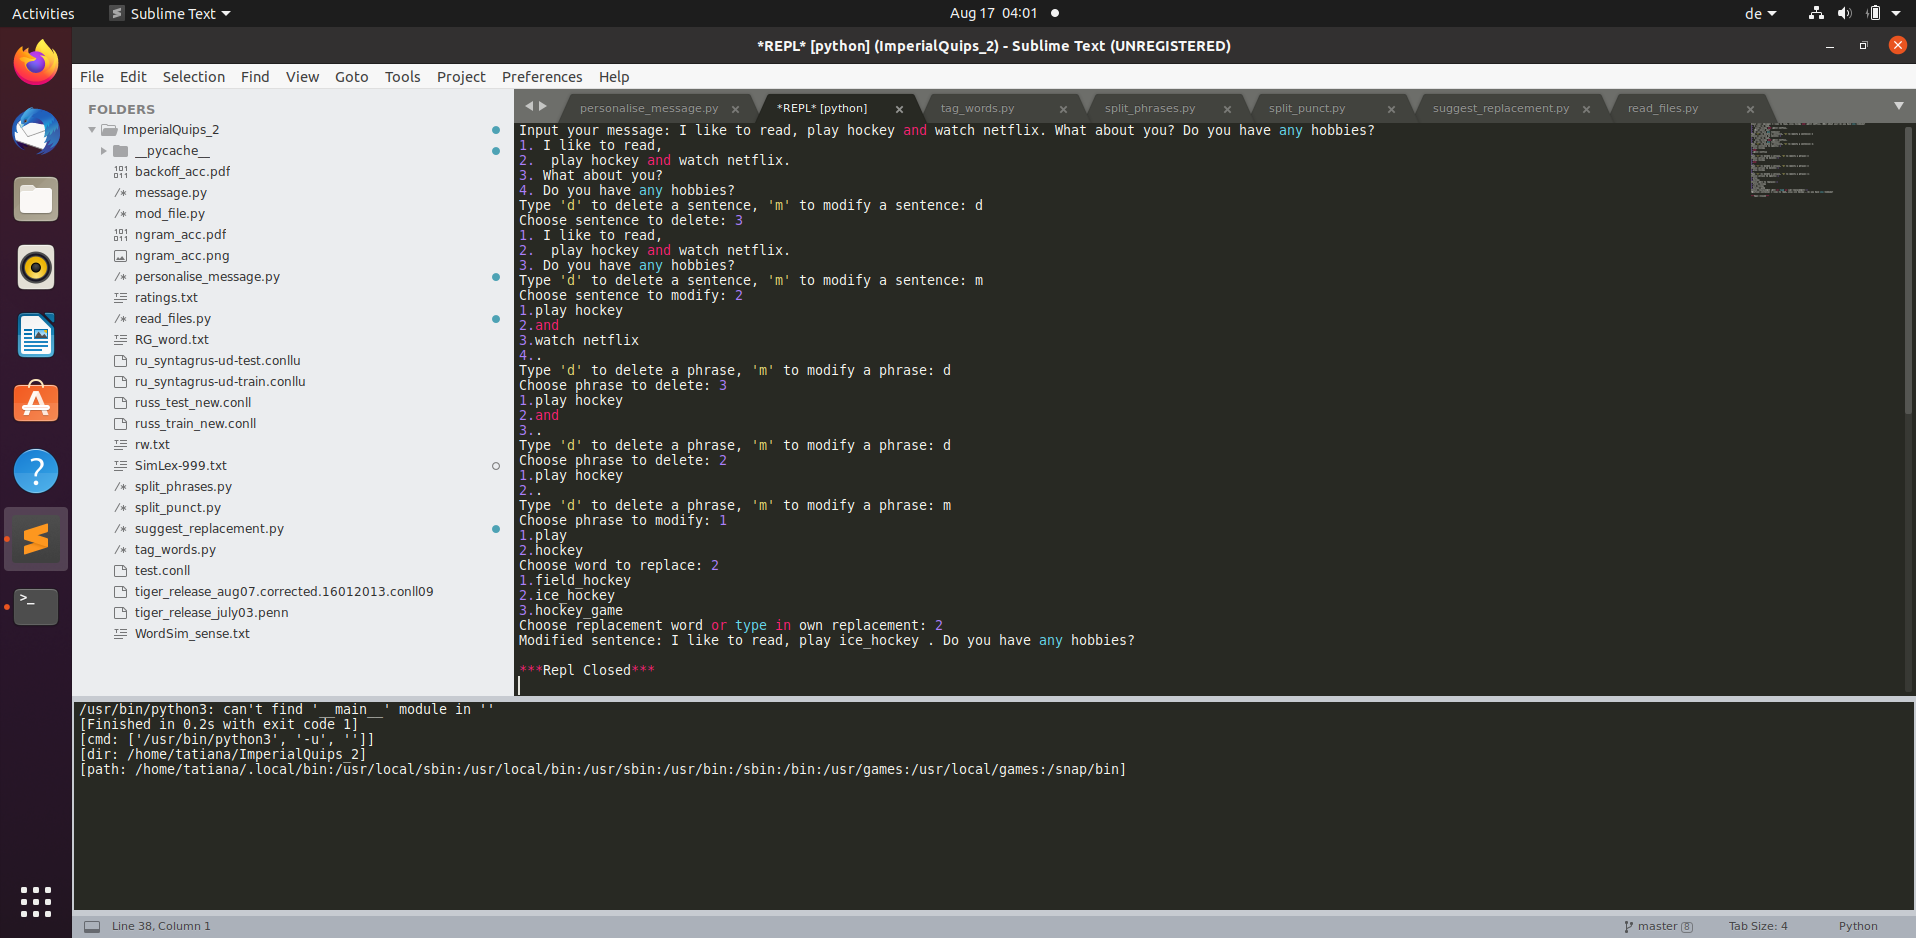 Activities Sublime Text Aug 17 04:01 de
*REPL* [python] (ImperialQuips_2) - Sublime Text (UNREGISTERED)
File Edit Selection Find View Goto Tools Project Preferences Help
FOLDERS
ImperialQuips_2
__pycache__
backoff_acc.pdf
message.py
mod_file.py
ngram_acc.pdf
ngram_acc.png
personalise_message.py
ratings.txt
read_files.py
RG_word.txt
ru_syntagrus-ud-test.conllu
ru_syntagrus-ud-train.conllu
russ_test_new.conll
russ_train_new.conll
rw.txt
SimLex-999.txt
split_phrases.py
split_punct.py
suggest_replacement.py
tag_words.py
test.conll
tiger_release_aug07.corrected.16012013.conll09
tiger_release_july03.penn
WordSim_sense.txt
personalise_message.py *REPL* [python] tag_words.py split_phrases.py split_punct.py suggest_replacement.py read_files.py
Input your message: I like to read, play hockey and watch netflix. What about you? Do you have any hobbies?
1. I like to read,
2.  play hockey and watch netflix.
3. What about you?
4. Do you have any hobbies?
Type 'd' to delete a sentence, 'm' to modify a sentence: d
Choose sentence to delete: 3
1. I like to read,
2.  play hockey and watch netflix.
3. Do you have any hobbies?
Type 'd' to delete a sentence, 'm' to modify a sentence: m
Choose sentence to modify: 2
1.play hockey
2.and
3.watch netflix
4..
Type 'd' to delete a phrase, 'm' to modify a phrase: d
Choose phrase to delete: 3
1.play hockey
2.and
3..
Type 'd' to delete a phrase, 'm' to modify a phrase: d
Choose phrase to delete: 2
1.play hockey
2..
Type 'd' to delete a phrase, 'm' to modify a phrase: m
Choose phrase to modify: 1
1.play
2.hockey
Choose word to replace: 2
1.field_hockey
2.ice_hockey
3.hockey_game
Choose replacement word or type in own replacement: 2
Modified sentence: I like to read, play ice_hockey . Do you have any hobbies?
***Repl Closed***
/usr/bin/python3: can't find '__main__' module in ''
[Finished in 0.2s with exit code 1]
[cmd: ['/usr/bin/python3', '-u', '']]
[dir: /home/tatiana/ImperialQuips_2]
[path: /home/tatiana/.local/bin:/usr/local/sbin:/usr/local/bin:/usr/sbin:/usr/bin:/sbin:/bin:/usr/games:/usr/local/games:/snap/bin]
Line 38, Column 1 master 8 Tab Size: 4 Python